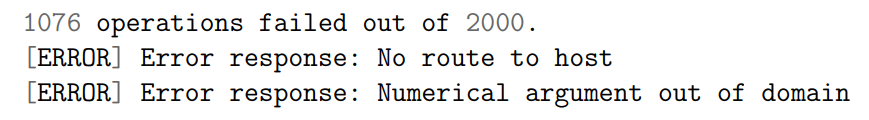 1076 operations failed out of 2000.
[ERROR] Error response: No route to host
[ERROR] Error response: Numerical argument out of domain